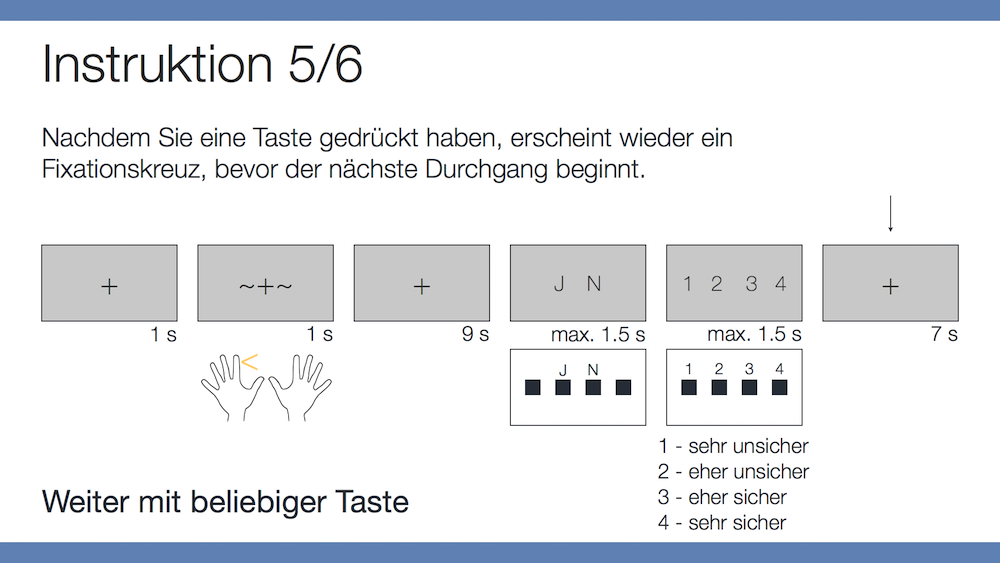 Instruktion 5/6
Nachdem Sie eine Taste gedrückt haben, erscheint wieder ein
Fixationskreuz, bevor der nächste Durchgang beginnt.
+ ~+~ + J N 1 2 3 4 +
1 s 1 s 9 s max. 1.5 s max. 1.5 s 7 s
J N 1 2 3 4
1 - sehr unsicher
2 - eher unsicher
3 - eher sicher
4 - sehr sicher
Weiter mit beliebiger Taste